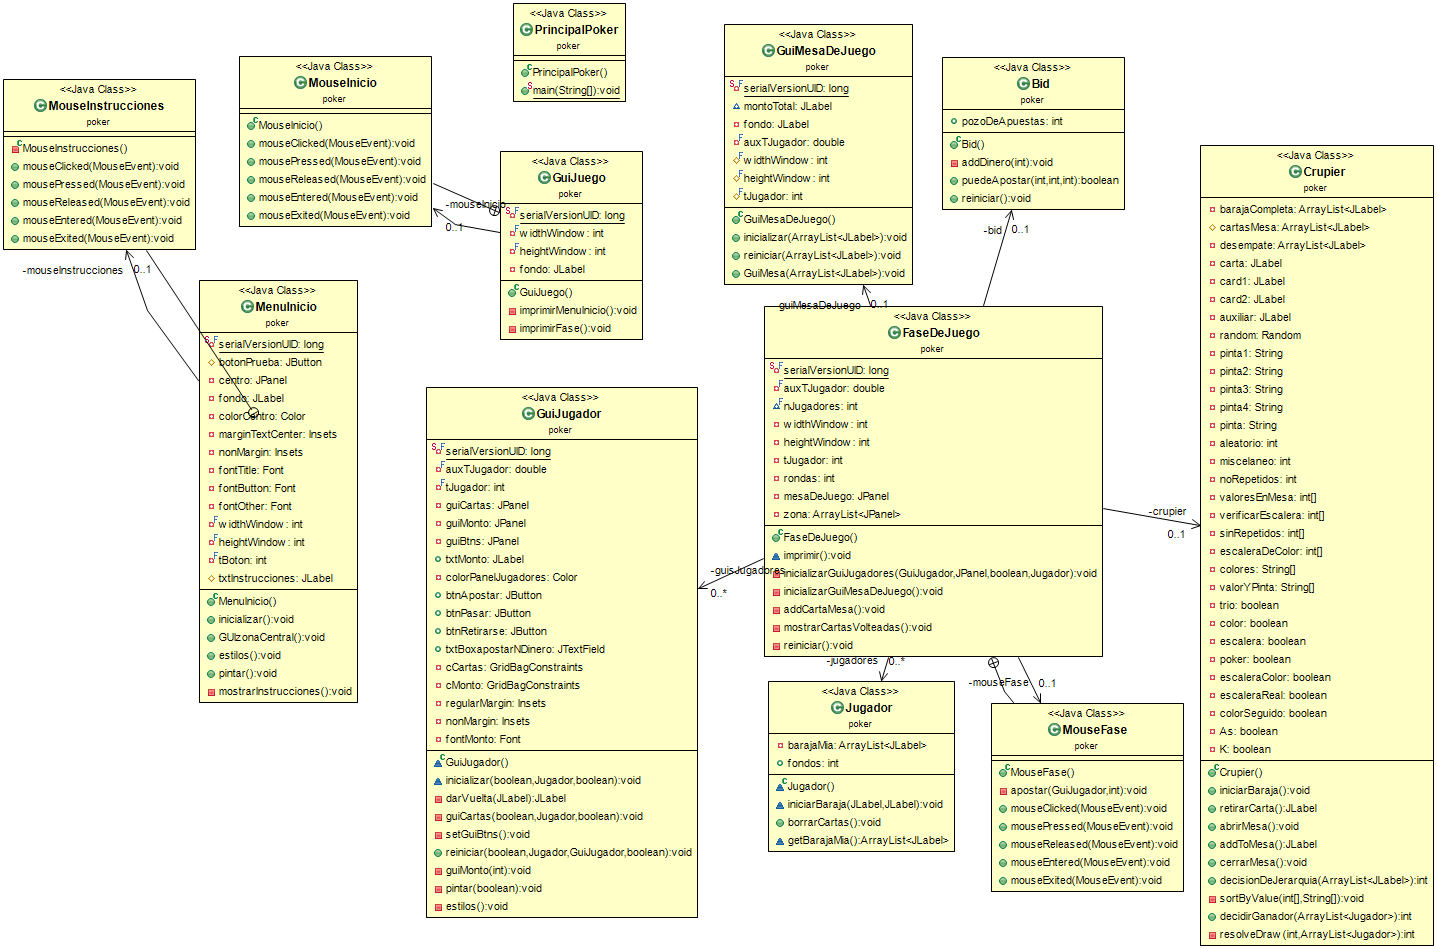 <<Java Class>>
PrincipalPoker
poker
PrincipalPoker()
main(String[]):void
<<Java Class>>
MouseInicio
poker
MouseInicio()
mouseClicked(MouseEvent):void
mousePressed(MouseEvent):void
mouseReleased(MouseEvent):void
mouseEntered(MouseEvent):void
mouseExited(MouseEvent):void
<<Java Class>>
MouseInstrucciones
poker
MouseInstrucciones()
mouseClicked(MouseEvent):void
mousePressed(MouseEvent):void
mouseReleased(MouseEvent):void
mouseEntered(MouseEvent):void
mouseExited(MouseEvent):void
-mouseInstrucciones
0..1
-mouseInicio
0..1
<<Java Class>>
GuiJuego
poker
serialVersionUID: long
widthWindow: int
heightWindow: int
fondo: JLabel
GuiJuego()
imprimirMenuInicio():void
imprimirFase():void
<<Java Class>>
MenuInicio
poker
serialVersionUID: long
botonPrueba: JButton
centro: JPanel
fondo: JLabel
colorCentro: Color
marginTextCenter: Insets
nonMargin: Insets
fontTitle: Font
fontButton: Font
fontOther: Font
widthWindow: int
heightWindow: int
tBoton: int
txtInstrucciones: JLabel
MenuInicio()
inicializar():void
GUIzonaCentral():void
estilos():void
pintar():void
mostrarInstrucciones():void
<<Java Class>>
GuiJugador
poker
serialVersionUID: long
auxTJugador: double
tJugador: int
guiCartas: JPanel
guiMonto: JPanel
guiBtns: JPanel
txtMonto: JLabel
colorPanelJugadores: Color
btnApostar: JButton
btnPasar: JButton
btnRetirarse: JButton
txtBoxapostarNDinero: JTextField
cCartas: GridBagConstraints
cMonto: GridBagConstraints
regularMargin: Insets
nonMargin: Insets
fontMonto: Font
GuiJugador()
inicializar(boolean,Jugador,boolean):void
darVuelta(JLabel):JLabel
guiCartas(boolean,Jugador,boolean):void
setGuiBtns():void
reiniciar(boolean,Jugador,GuiJugador,boolean):void
guiMonto(int):void
pintar(boolean):void
estilos():void
<<Java Class>>
GuiMesaDeJuego
poker
serialVersionUID: long
montoTotal: JLabel
fondo: JLabel
auxTJugador: double
widthWindow: int
heightWindow: int
tJugador: int
GuiMesaDeJuego()
inicializar(ArrayList<JLabel>):void
reiniciar(ArrayList<JLabel>):void
GuiMesa(ArrayList<JLabel>):void
-guiMesaDeJuego
0..1
<<Java Class>>
Bid
poker
pozoDeApuestas: int
Bid()
addDinero(int):void
puedeApostar(int,int,int):boolean
reiniciar():void
-bid
0..1
<<Java Class>>
FaseDeJuego
poker
serialVersionUID: long
auxTJugador: double
nJugadores: int
widthWindow: int
heightWindow: int
tJugador: int
rondas: int
mesaDeJuego: JPanel
zona: ArrayList<JPanel>
FaseDeJuego()
imprimir():void
inicializarGuiJugadores(GuiJugador,JPanel,boolean,Jugador):void
inicializarGuiMesaDeJuego():void
addCartaMesa():void
mostrarCartasVolteadas():void
reiniciar():void
-guisJugadores
0..*
-jugadores
0..*
-mouseFase
0..1
-crupier
0..1
<<Java Class>>
Jugador
poker
barajaMia: ArrayList<JLabel>
fondos: int
Jugador()
iniciarBaraja(JLabel,JLabel):void
borrarCartas():void
getBarajaMia():ArrayList<JLabel>
<<Java Class>>
MouseFase
poker
MouseFase()
apostar(GuiJugador,int):void
mouseClicked(MouseEvent):void
mousePressed(MouseEvent):void
mouseReleased(MouseEvent):void
mouseEntered(MouseEvent):void
mouseExited(MouseEvent):void
<<Java Class>>
Crupier
poker
barajaCompleta: ArrayList<JLabel>
cartasMesa: ArrayList<JLabel>
desempate: ArrayList<JLabel>
carta: JLabel
card1: JLabel
card2: JLabel
auxiliar: JLabel
random: Random
pinta1: String
pinta2: String
pinta3: String
pinta4: String
pinta: String
aleatorio: int
miscelaneo: int
noRepetidos: int
valoresEnMesa: int[]
verificarEscalera: int[]
sinRepetidos: int[]
escaleraDeColor: int[]
colores: String[]
valorYPinta: String[]
trio: boolean
color: boolean
escalera: boolean
poker: boolean
escaleraColor: boolean
escaleraReal: boolean
colorSeguido: boolean
As: boolean
K: boolean
Crupier()
iniciarBaraja():void
retirarCarta():JLabel
abrirMesa():void
addToMesa():JLabel
cerrarMesa():void
decisionDeJerarquia(ArrayList<JLabel>):int
sortByValue(int[],String[]):void
decidirGanador(ArrayList<Jugador>):int
resolveDraw(int,ArrayList<Jugador>):int